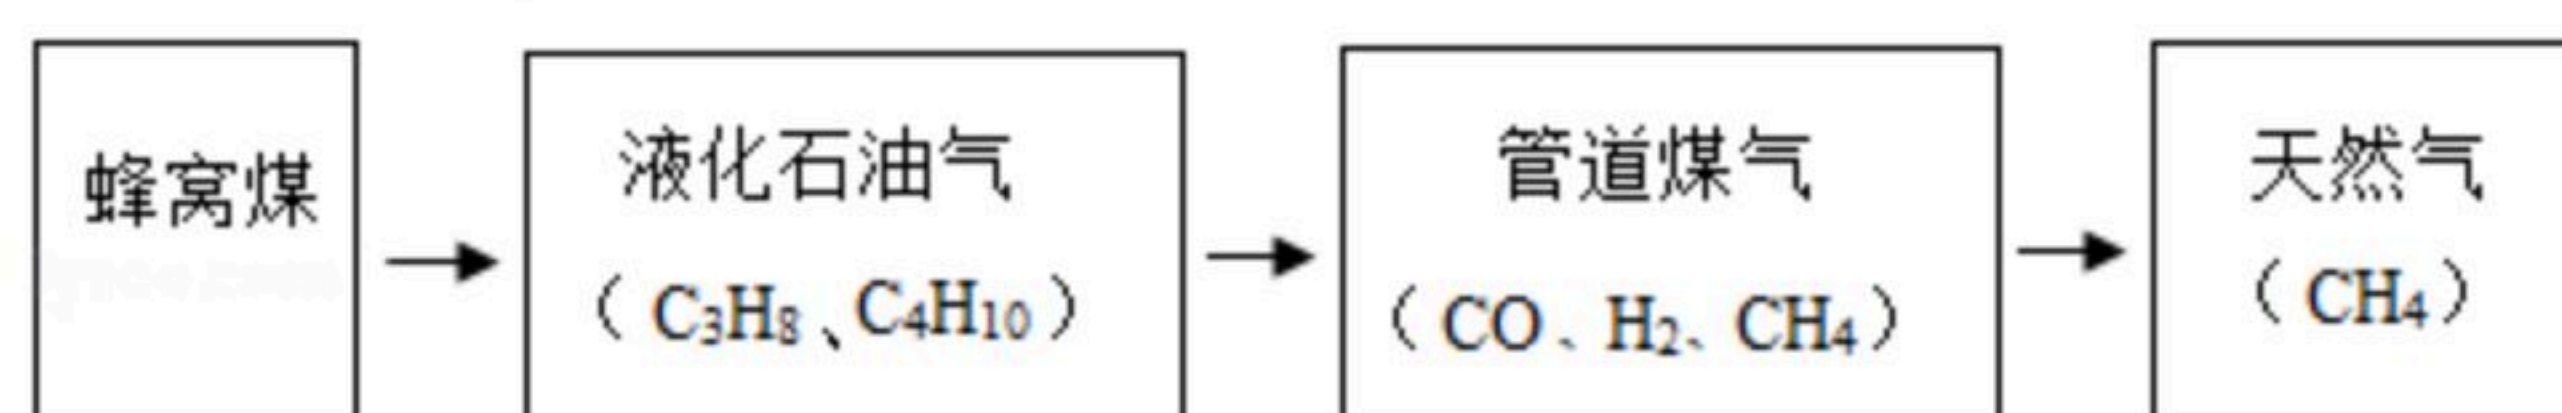 蜂窝煤
液化石油气
（C₃H₈、C₄H₁₀）
管道煤气
（CO、H₂、CH₄）
天然气
（CH₄）